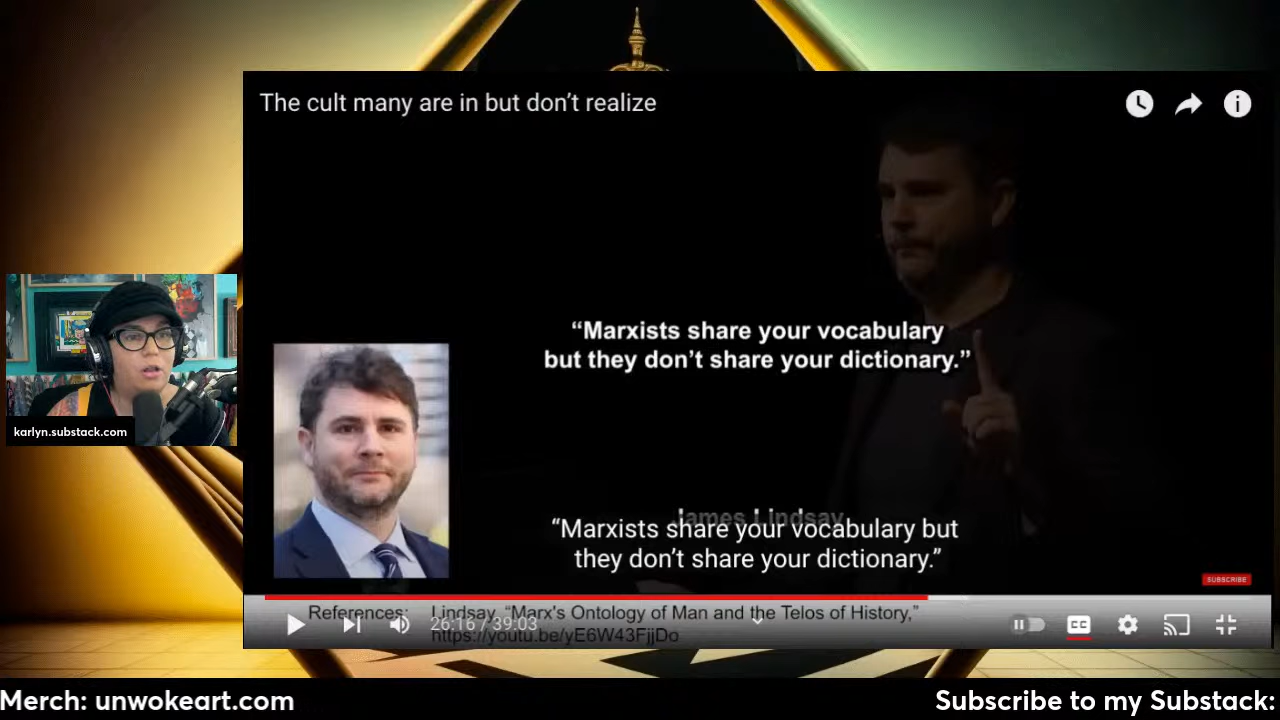 The cult many are in but don’t realize
“Marxists share your vocabulary
but they don’t share your dictionary.”
karlyn.substack.com
James Lindsay
“Marxists share your vocabulary but
they don’t share your dictionary.”
SUBSCRIBE
References: Lindsay, “Marx's Ontology of Man and the Telos of History,”
26:16 / 39:03
CC
https://youtu.be/yE6W43FjjDo
Merch: unwokeart.com
Subscribe to my Substack: